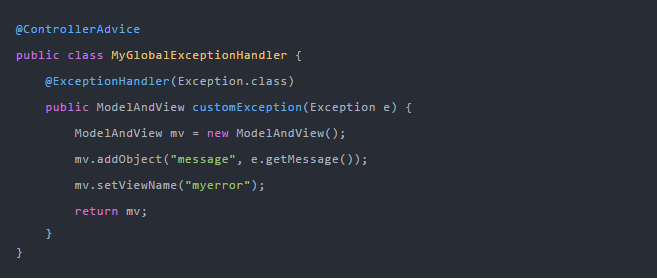 @ControllerAdvice
public class MyGlobalExceptionHandler {
    @ExceptionHandler(Exception.class)
    public ModelAndView customException(Exception e) {
        ModelAndView mv = new ModelAndView();
        mv.addObject("message", e.getMessage());
        mv.setViewName("myerror");
        return mv;
    }
}